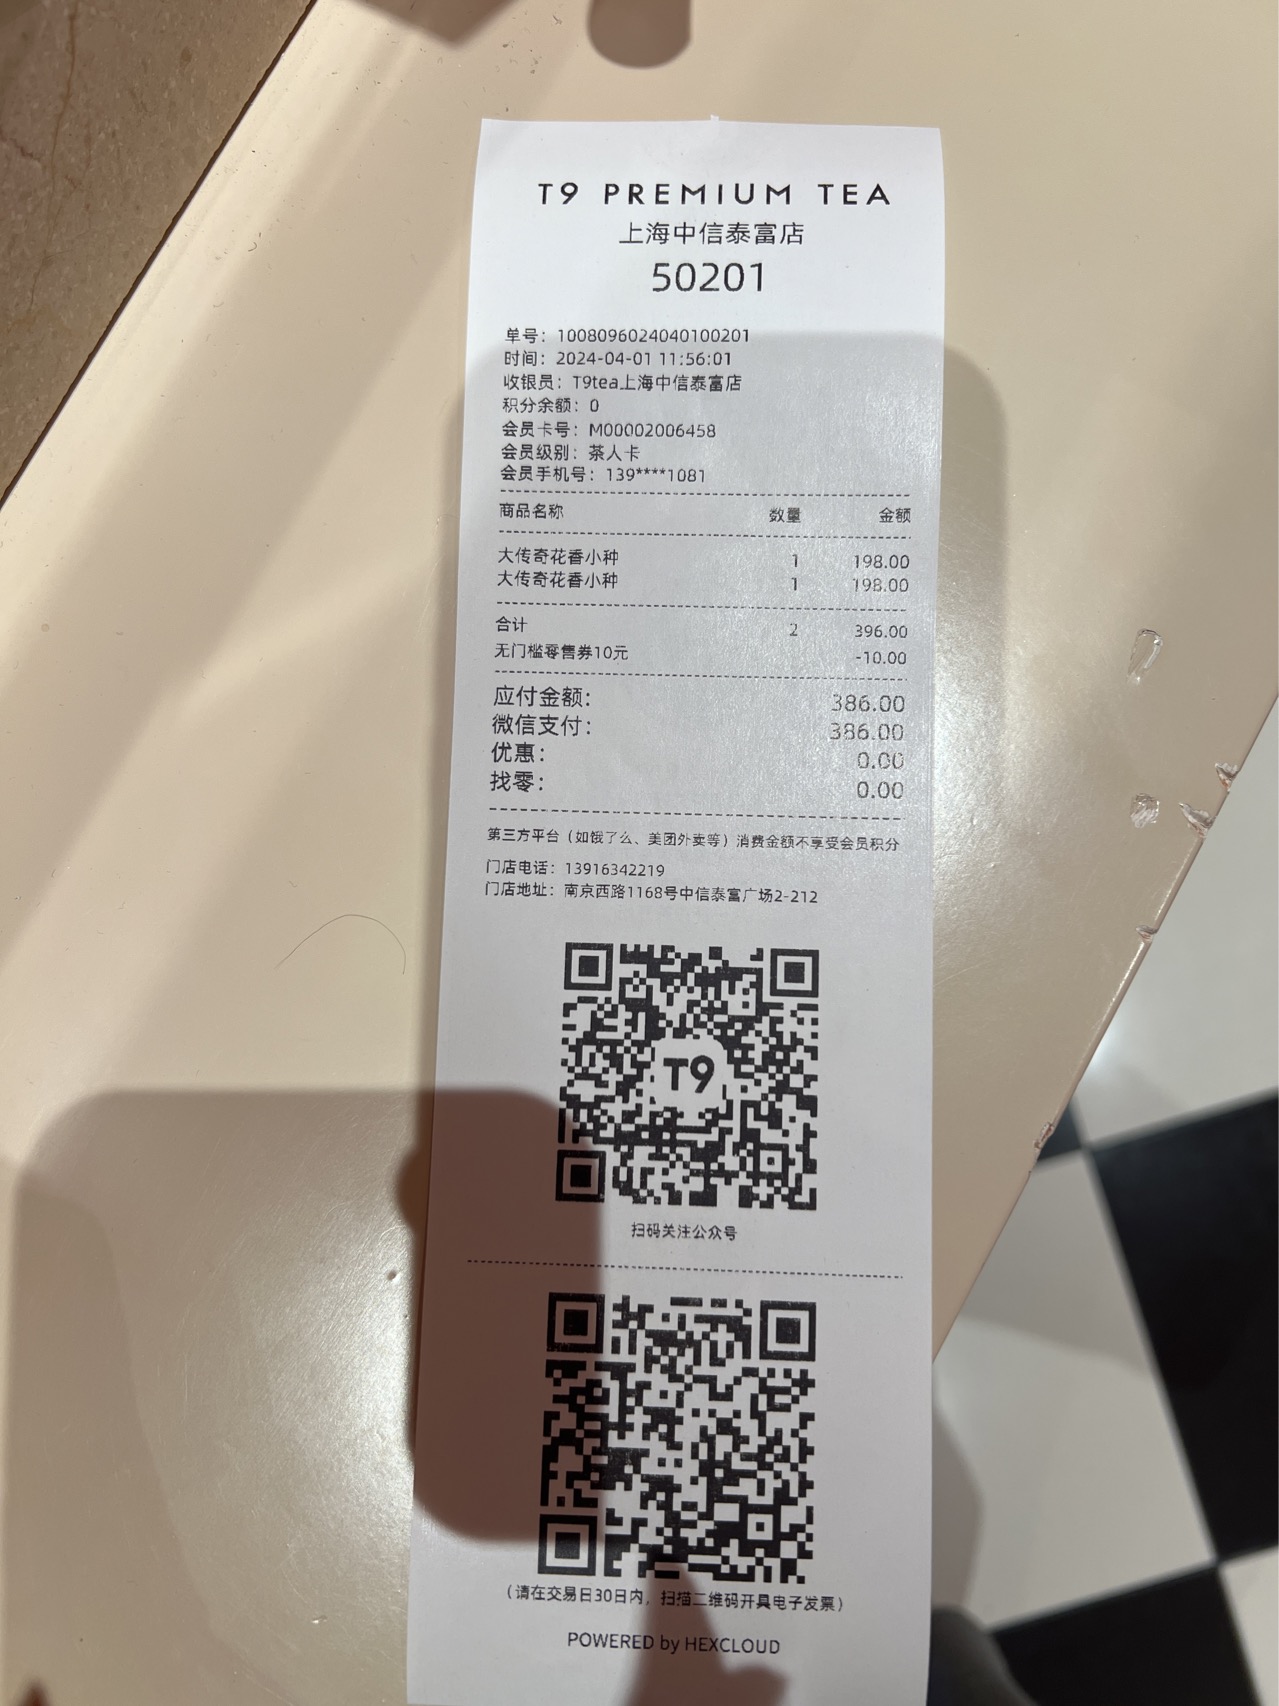 T9 PREMIUM TEA
上海中信泰富店
50201
单号：1008096024040100201
时间：2024-04-01 11:56:01
收银员：T9tea上海中信泰富店
积分余额：0
会员卡号：M00002006458
会员级别：茶人卡
会员手机号：139****1081
商品名称 数量 金额
大传奇花香小种 1 198.00
大传奇花香小种 1 198.00
合计 2 396.00
无门槛零售券10元 -10.00
应付金额： 386.00
微信支付： 386.00
优惠： 0.00
找零： 0.00
第三方平台（如饿了么、美团外卖等）消费金额不享受会员积分
门店电话：13916342219
门店地址：南京西路1168号中信泰富广场2-212
T9
扫码关注公众号
（请在交易日30日内，扫描二维码开具电子发票）
POWERED by HEXCLOUD